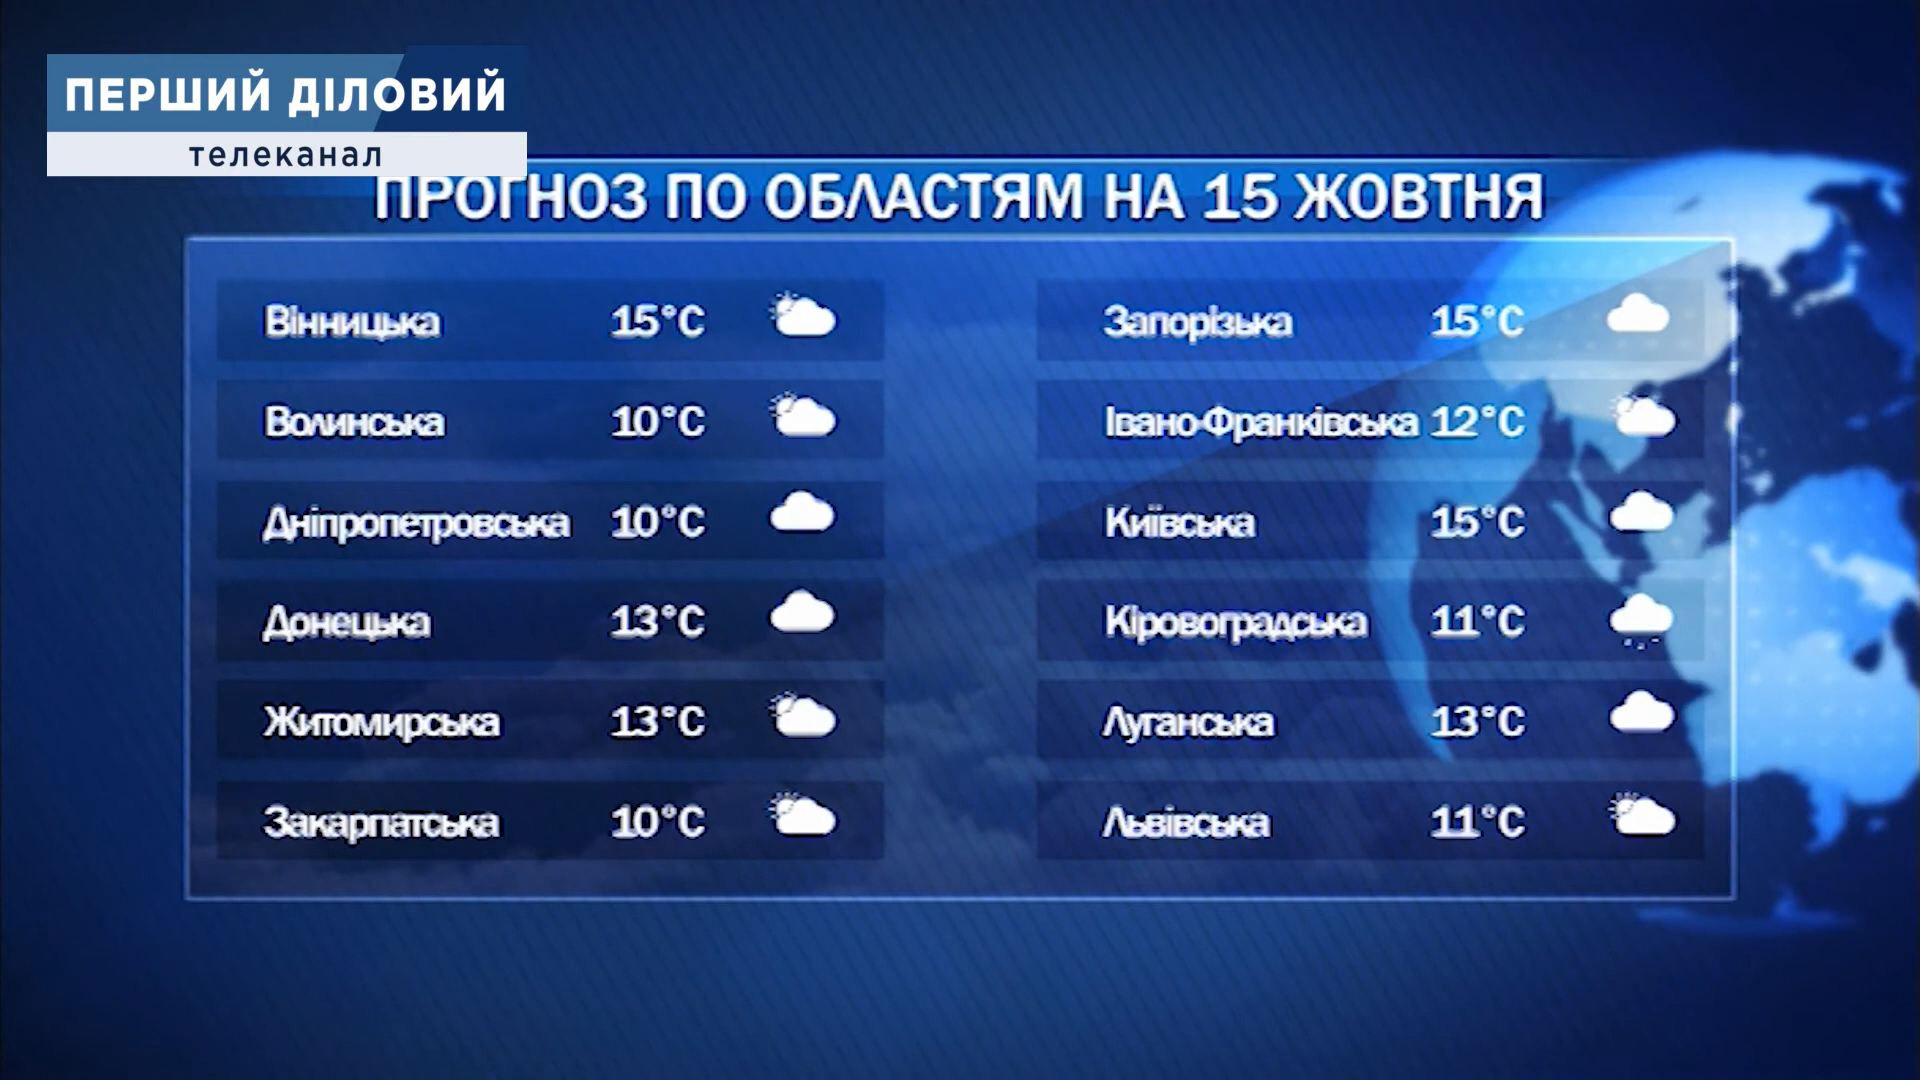 ПЕРШИЙ ДІЛОВИЙ
телеканал
ПРОГНОЗ ПО ОБЛАСТЯМ НА 15 ЖОВТНЯ
Вінницька 15°C
Волинська 10°C
Дніпропетровська 10°C
Донецька 13°C
Житомирська 13°C
Закарпатська 10°C
Запорізька 15°C
Івано-Франківська 12°C
Київська 15°C
Кіровоградська 11°C
Луганська 13°C
Львівська 11°C